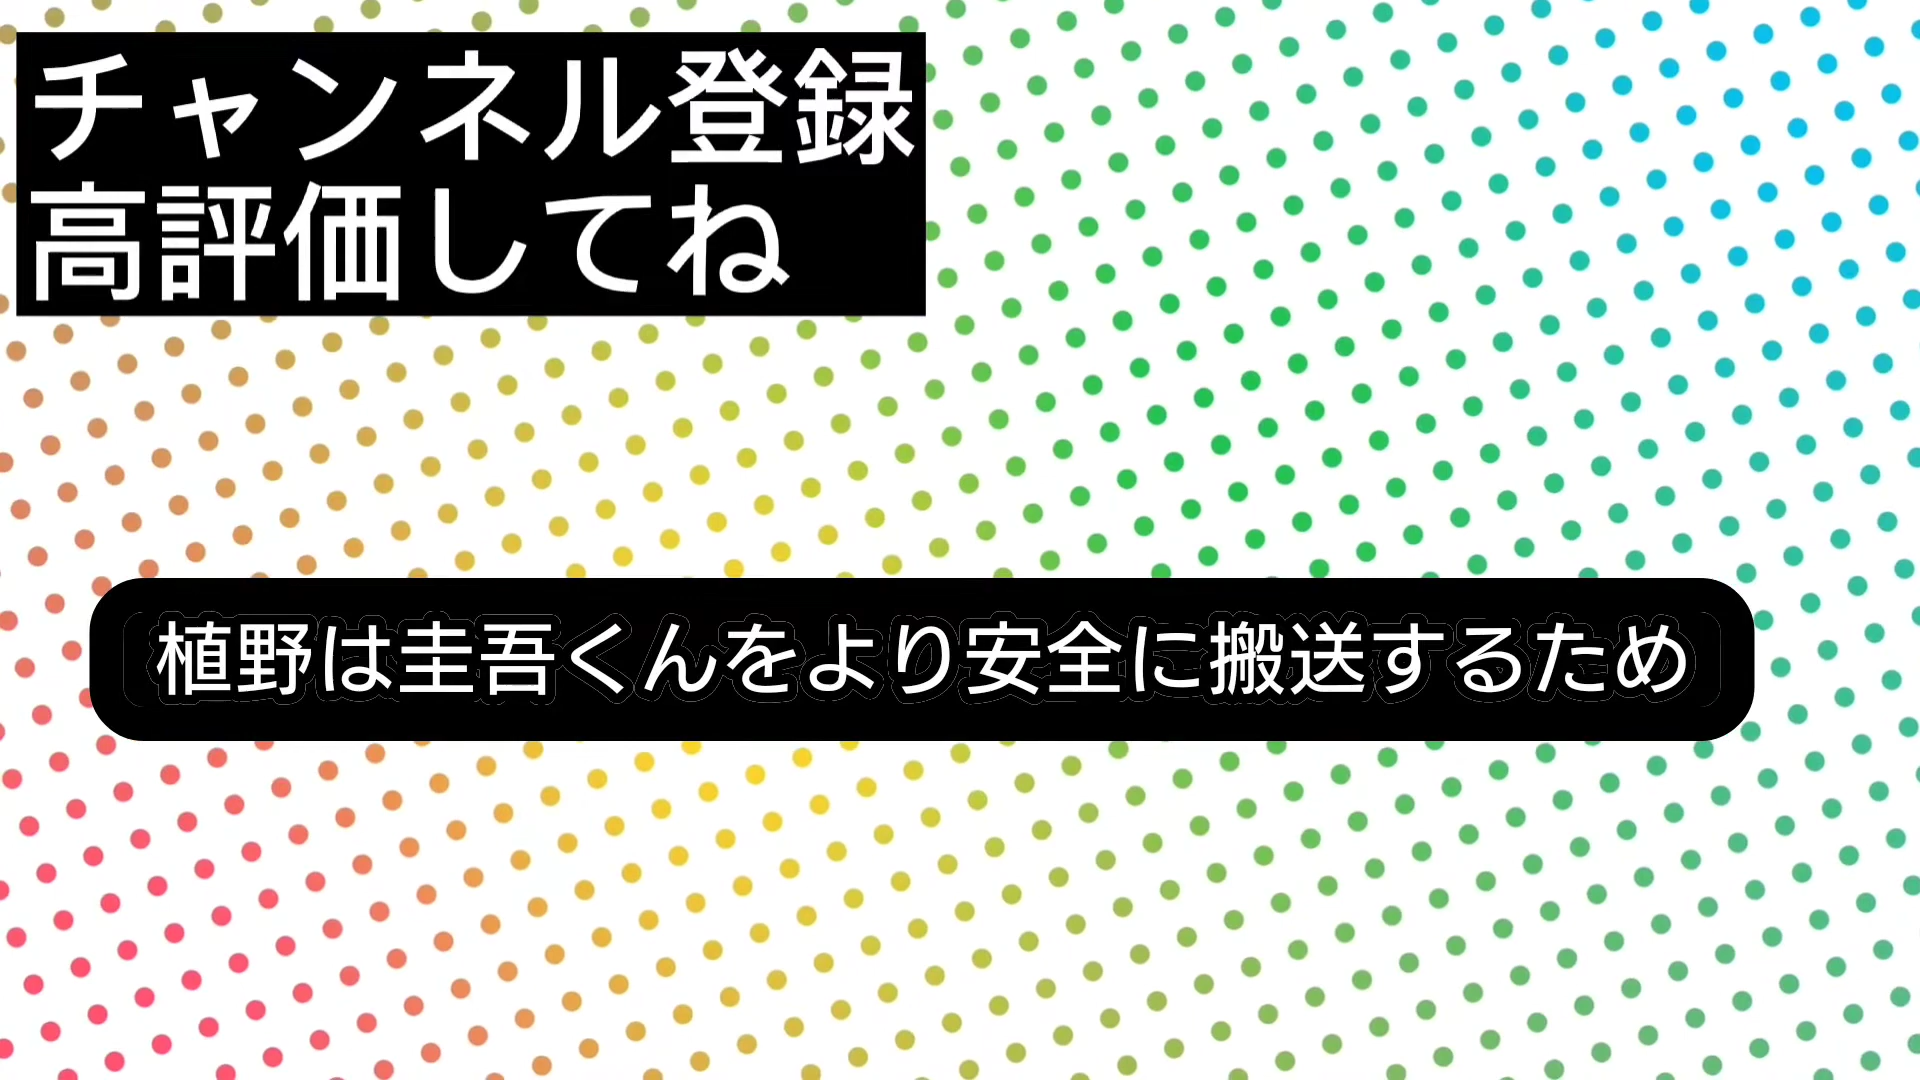 チャンネル登録
高評価してね
植野は圭吾くんをより安全に搬送するため